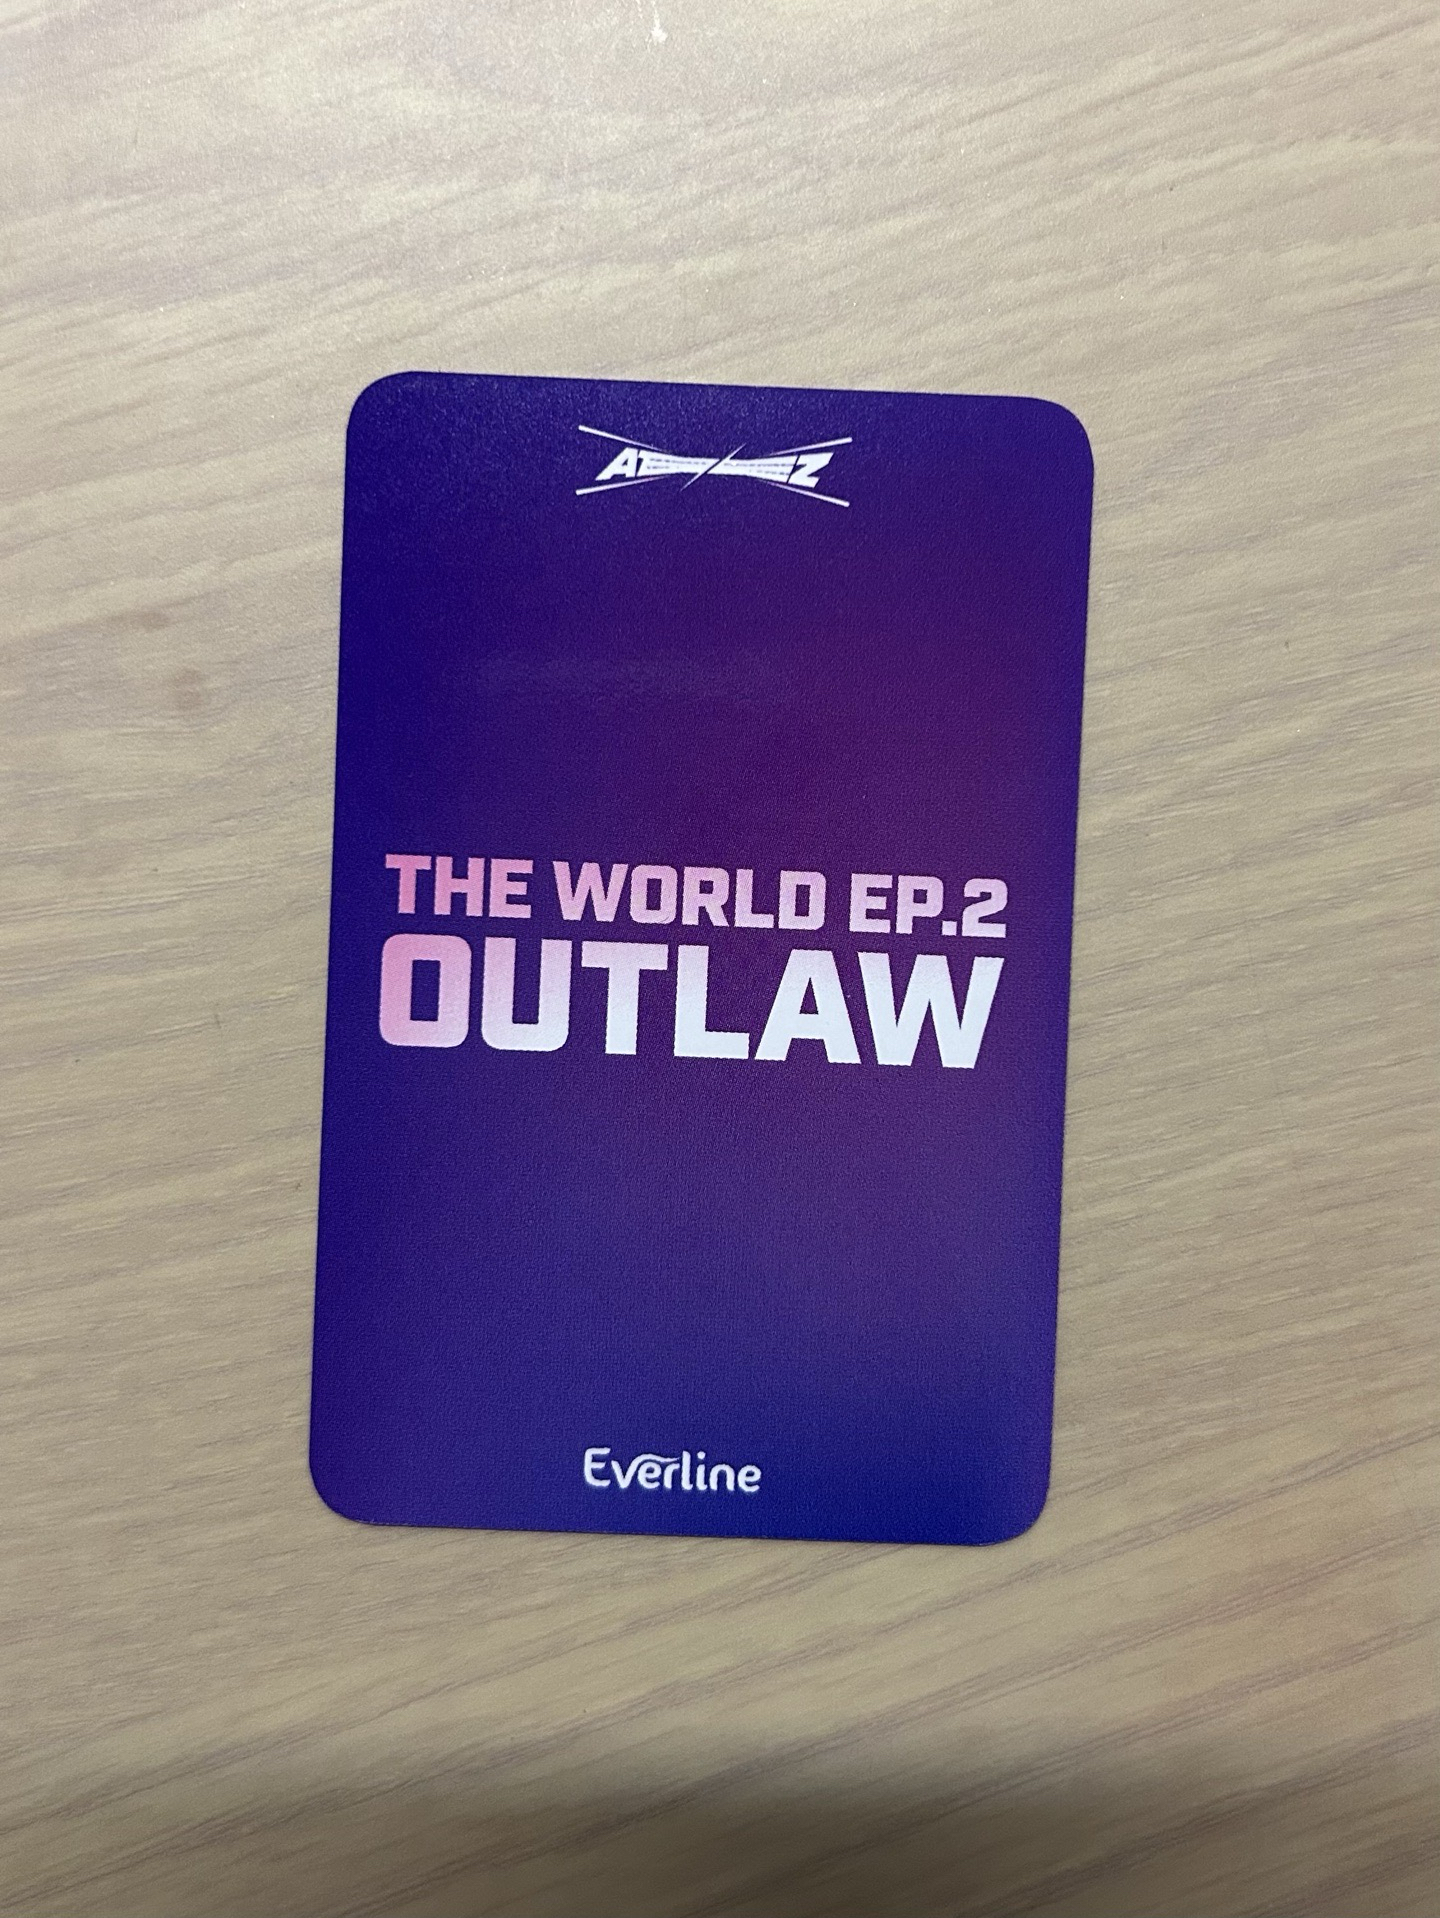 ATEEZ
THE WORLD EP.2
OUTLAW
Everline